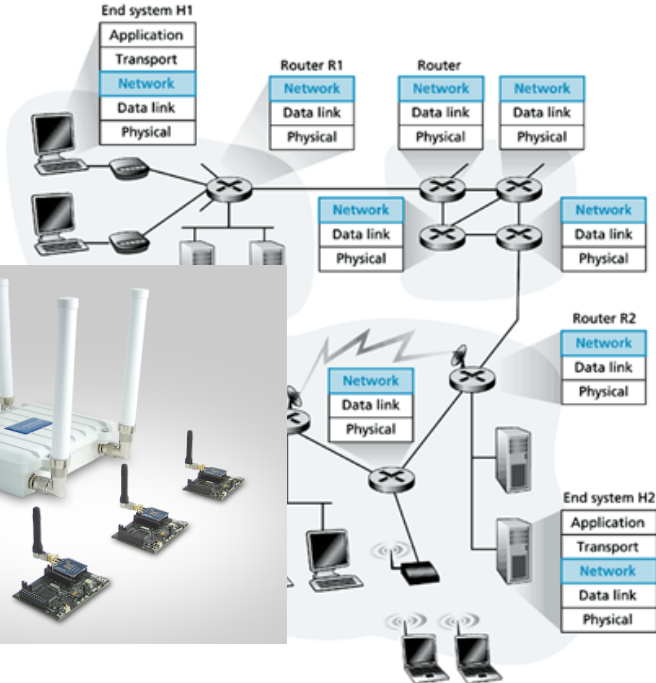 End system H1
Application
Transport
Network
Data link
Physical
Router R1
Network
Data link
Physical
Router
Network
Data link
Physical
Network
Data link
Physical
Network
Data link
Physical
Network
Data link
Physical
Router R2
Network
Data link
Physical
Network
Data link
Physical
End system H2
Application
Transport
Network
Data link
Physical